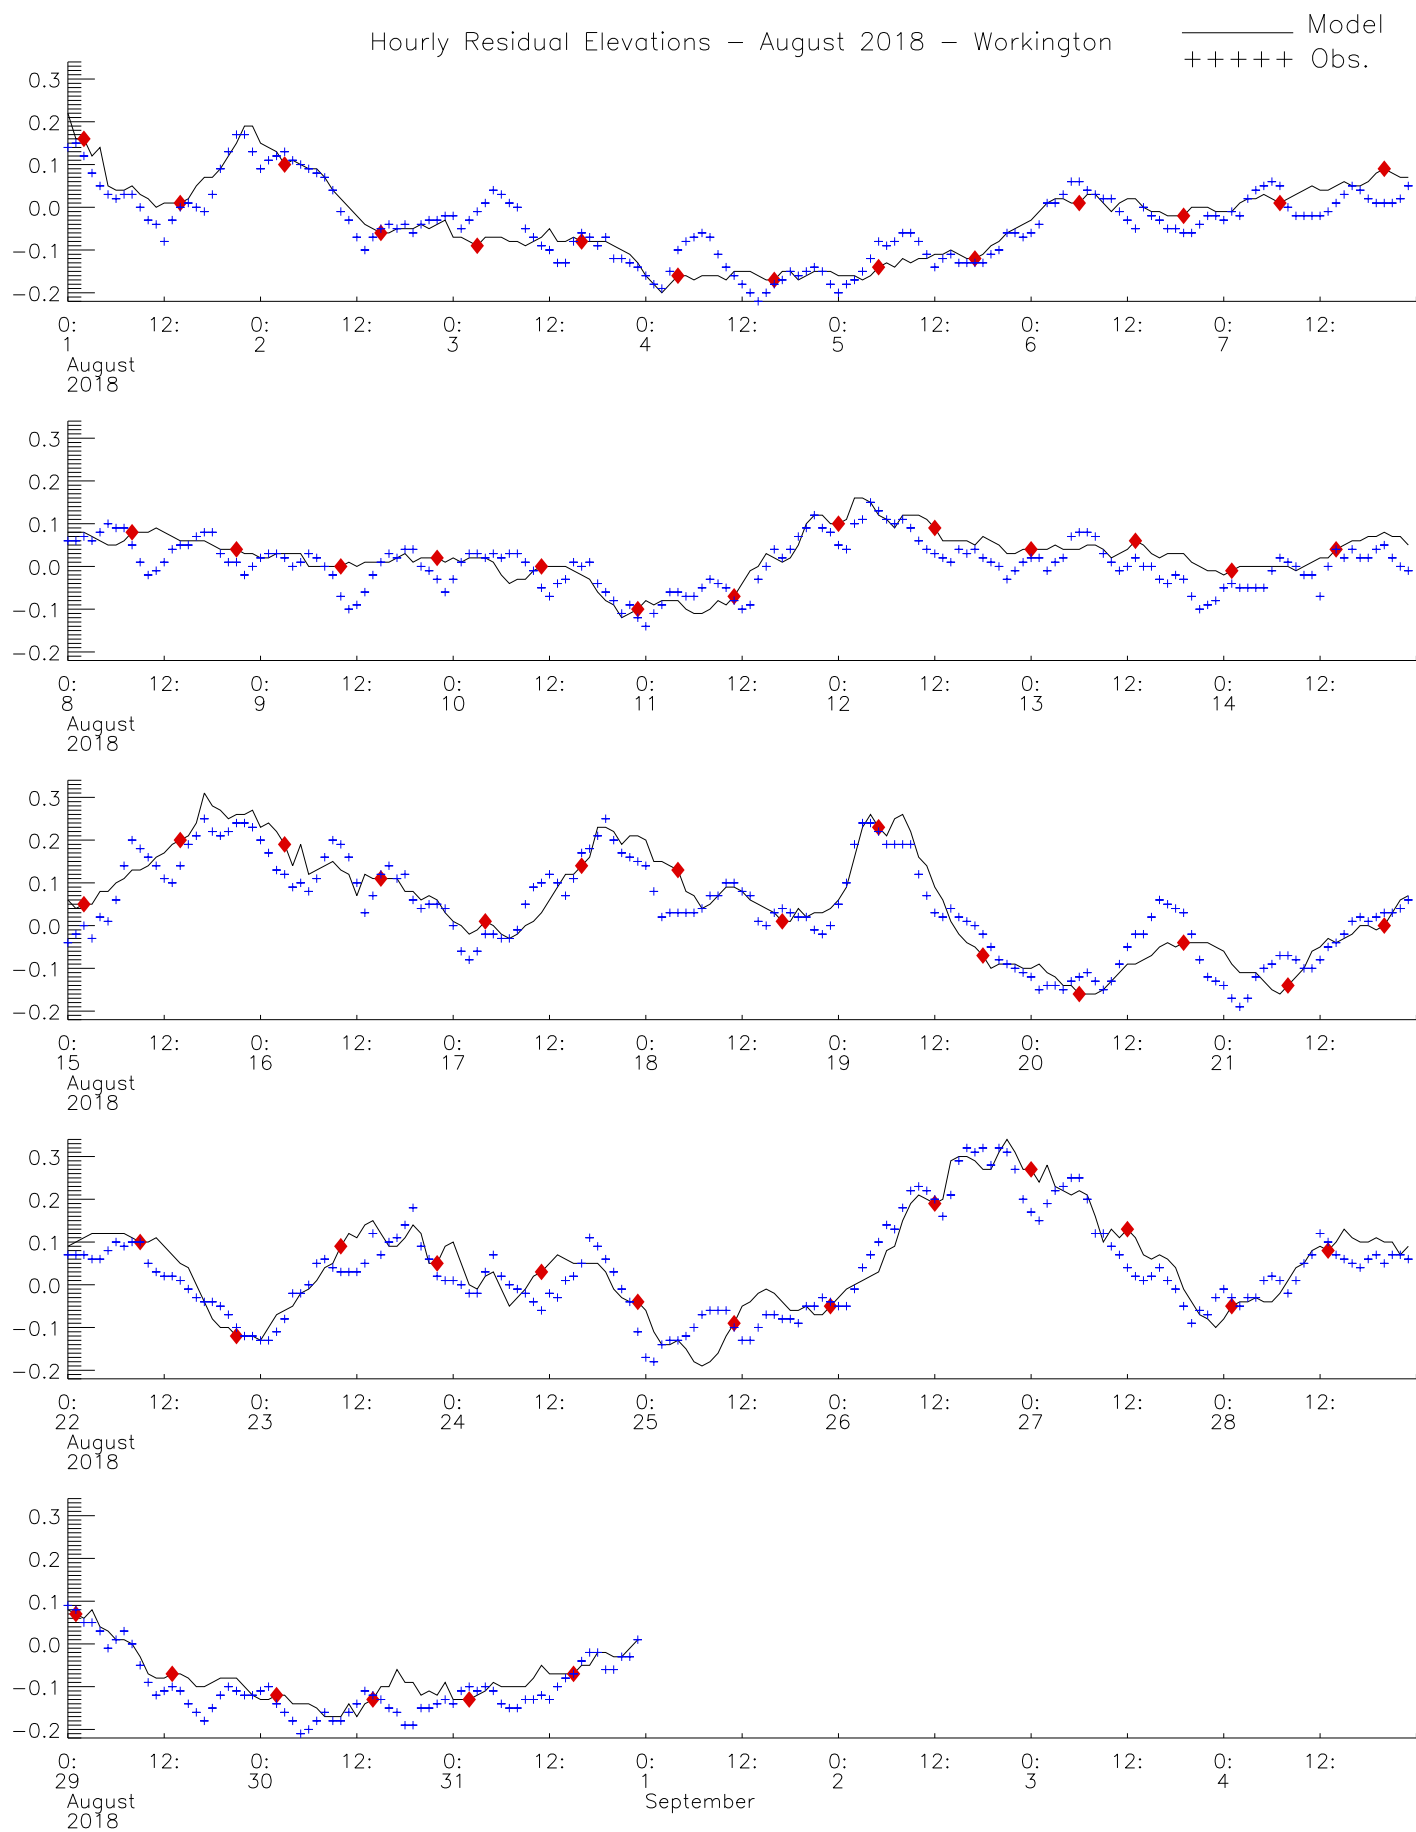 Hourly Residual Elevations – August 2018 – Workington
Model
+++++ Obs.
0.3
0.2
0.1
0.0
−0.1
−0.2
0: 12: 0: 12: 0: 12: 0: 12: 0: 12: 0: 12: 0: 12:
1 2 3 4 5 6 7
August
2018
0.3
0.2
0.1
0.0
−0.1
−0.2
0: 12: 0: 12: 0: 12: 0: 12: 0: 12: 0: 12: 0: 12:
8 9 10 11 12 13 14
August
2018
0.3
0.2
0.1
0.0
−0.1
−0.2
0: 12: 0: 12: 0: 12: 0: 12: 0: 12: 0: 12: 0: 12:
15 16 17 18 19 20 21
August
2018
0.3
0.2
0.1
0.0
−0.1
−0.2
0: 12: 0: 12: 0: 12: 0: 12: 0: 12: 0: 12: 0: 12:
22 23 24 25 26 27 28
August
2018
0.3
0.2
0.1
0.0
−0.1
−0.2
0: 12: 0: 12: 0: 12: 0: 12: 0: 12: 0: 12: 0: 12:
29 30 31 1 2 3 4
August September
2018